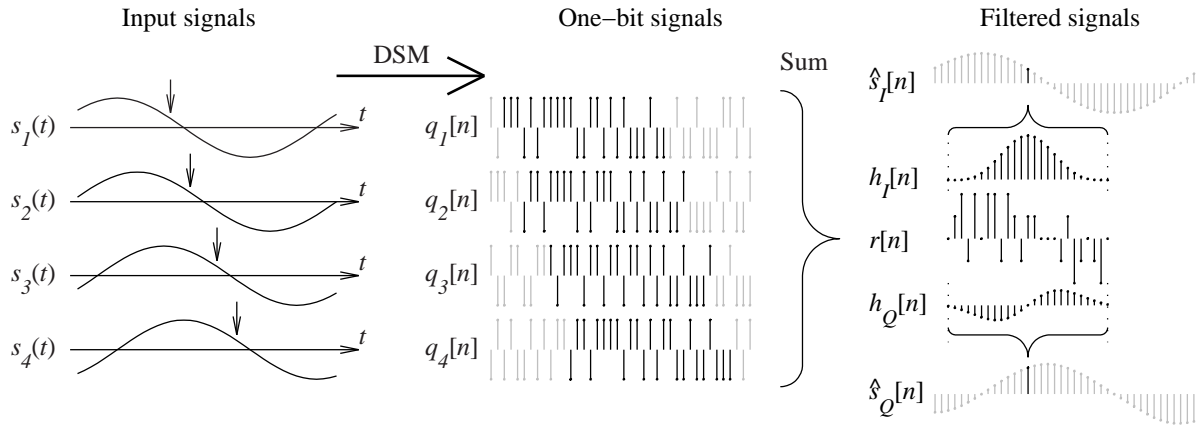 Input signals
One−bit signals
Filtered signals
DSM
Sum
s_1(t)
t
q_1[n]
ŝ_I[n]
s_2(t)
t
q_2[n]
h_I[n]
r[n]
s_3(t)
t
q_3[n]
h_Q[n]
s_4(t)
t
q_4[n]
ŝ_Q[n]